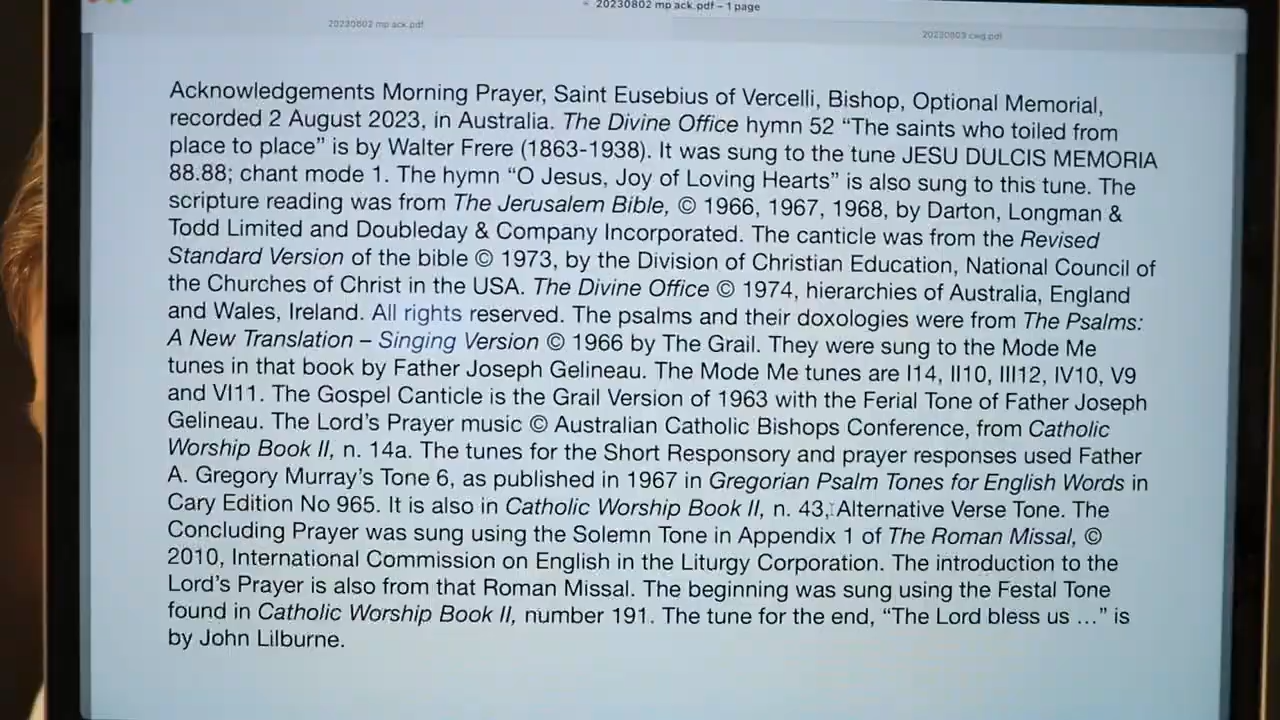 20230802 mp ack.pdf – 1 page
20230802 mp ack.pdf
20230803 cwg.pdf
Acknowledgements Morning Prayer, Saint Eusebius of Vercelli, Bishop, Optional Memorial,
recorded 2 August 2023, in Australia. The Divine Office hymn 52 “The saints who toiled from
place to place” is by Walter Frere (1863-1938). It was sung to the tune JESU DULCIS MEMORIA
88.88; chant mode 1. The hymn “O Jesus, Joy of Loving Hearts” is also sung to this tune. The
scripture reading was from The Jerusalem Bible, © 1966, 1967, 1968, by Darton, Longman &
Todd Limited and Doubleday & Company Incorporated. The canticle was from the Revised
Standard Version of the bible © 1973, by the Division of Christian Education, National Council of
the Churches of Christ in the USA. The Divine Office © 1974, hierarchies of Australia, England
and Wales, Ireland. All rights reserved. The psalms and their doxologies were from The Psalms:
A New Translation – Singing Version © 1966 by The Grail. They were sung to the Mode Me
tunes in that book by Father Joseph Gelineau. The Mode Me tunes are I14, II10, III12, IV10, V9
and VI11. The Gospel Canticle is the Grail Version of 1963 with the Ferial Tone of Father Joseph
Gelineau. The Lord’s Prayer music © Australian Catholic Bishops Conference, from Catholic
Worship Book II, n. 14a. The tunes for the Short Responsory and prayer responses used Father
A. Gregory Murray’s Tone 6, as published in 1967 in Gregorian Psalm Tones for English Words in
Cary Edition No 965. It is also in Catholic Worship Book II, n. 43, Alternative Verse Tone. The
Concluding Prayer was sung using the Solemn Tone in Appendix 1 of The Roman Missal, ©
2010, International Commission on English in the Liturgy Corporation. The introduction to the
Lord’s Prayer is also from that Roman Missal. The beginning was sung using the Festal Tone
found in Catholic Worship Book II, number 191. The tune for the end, “The Lord bless us …” is
by John Lilburne.